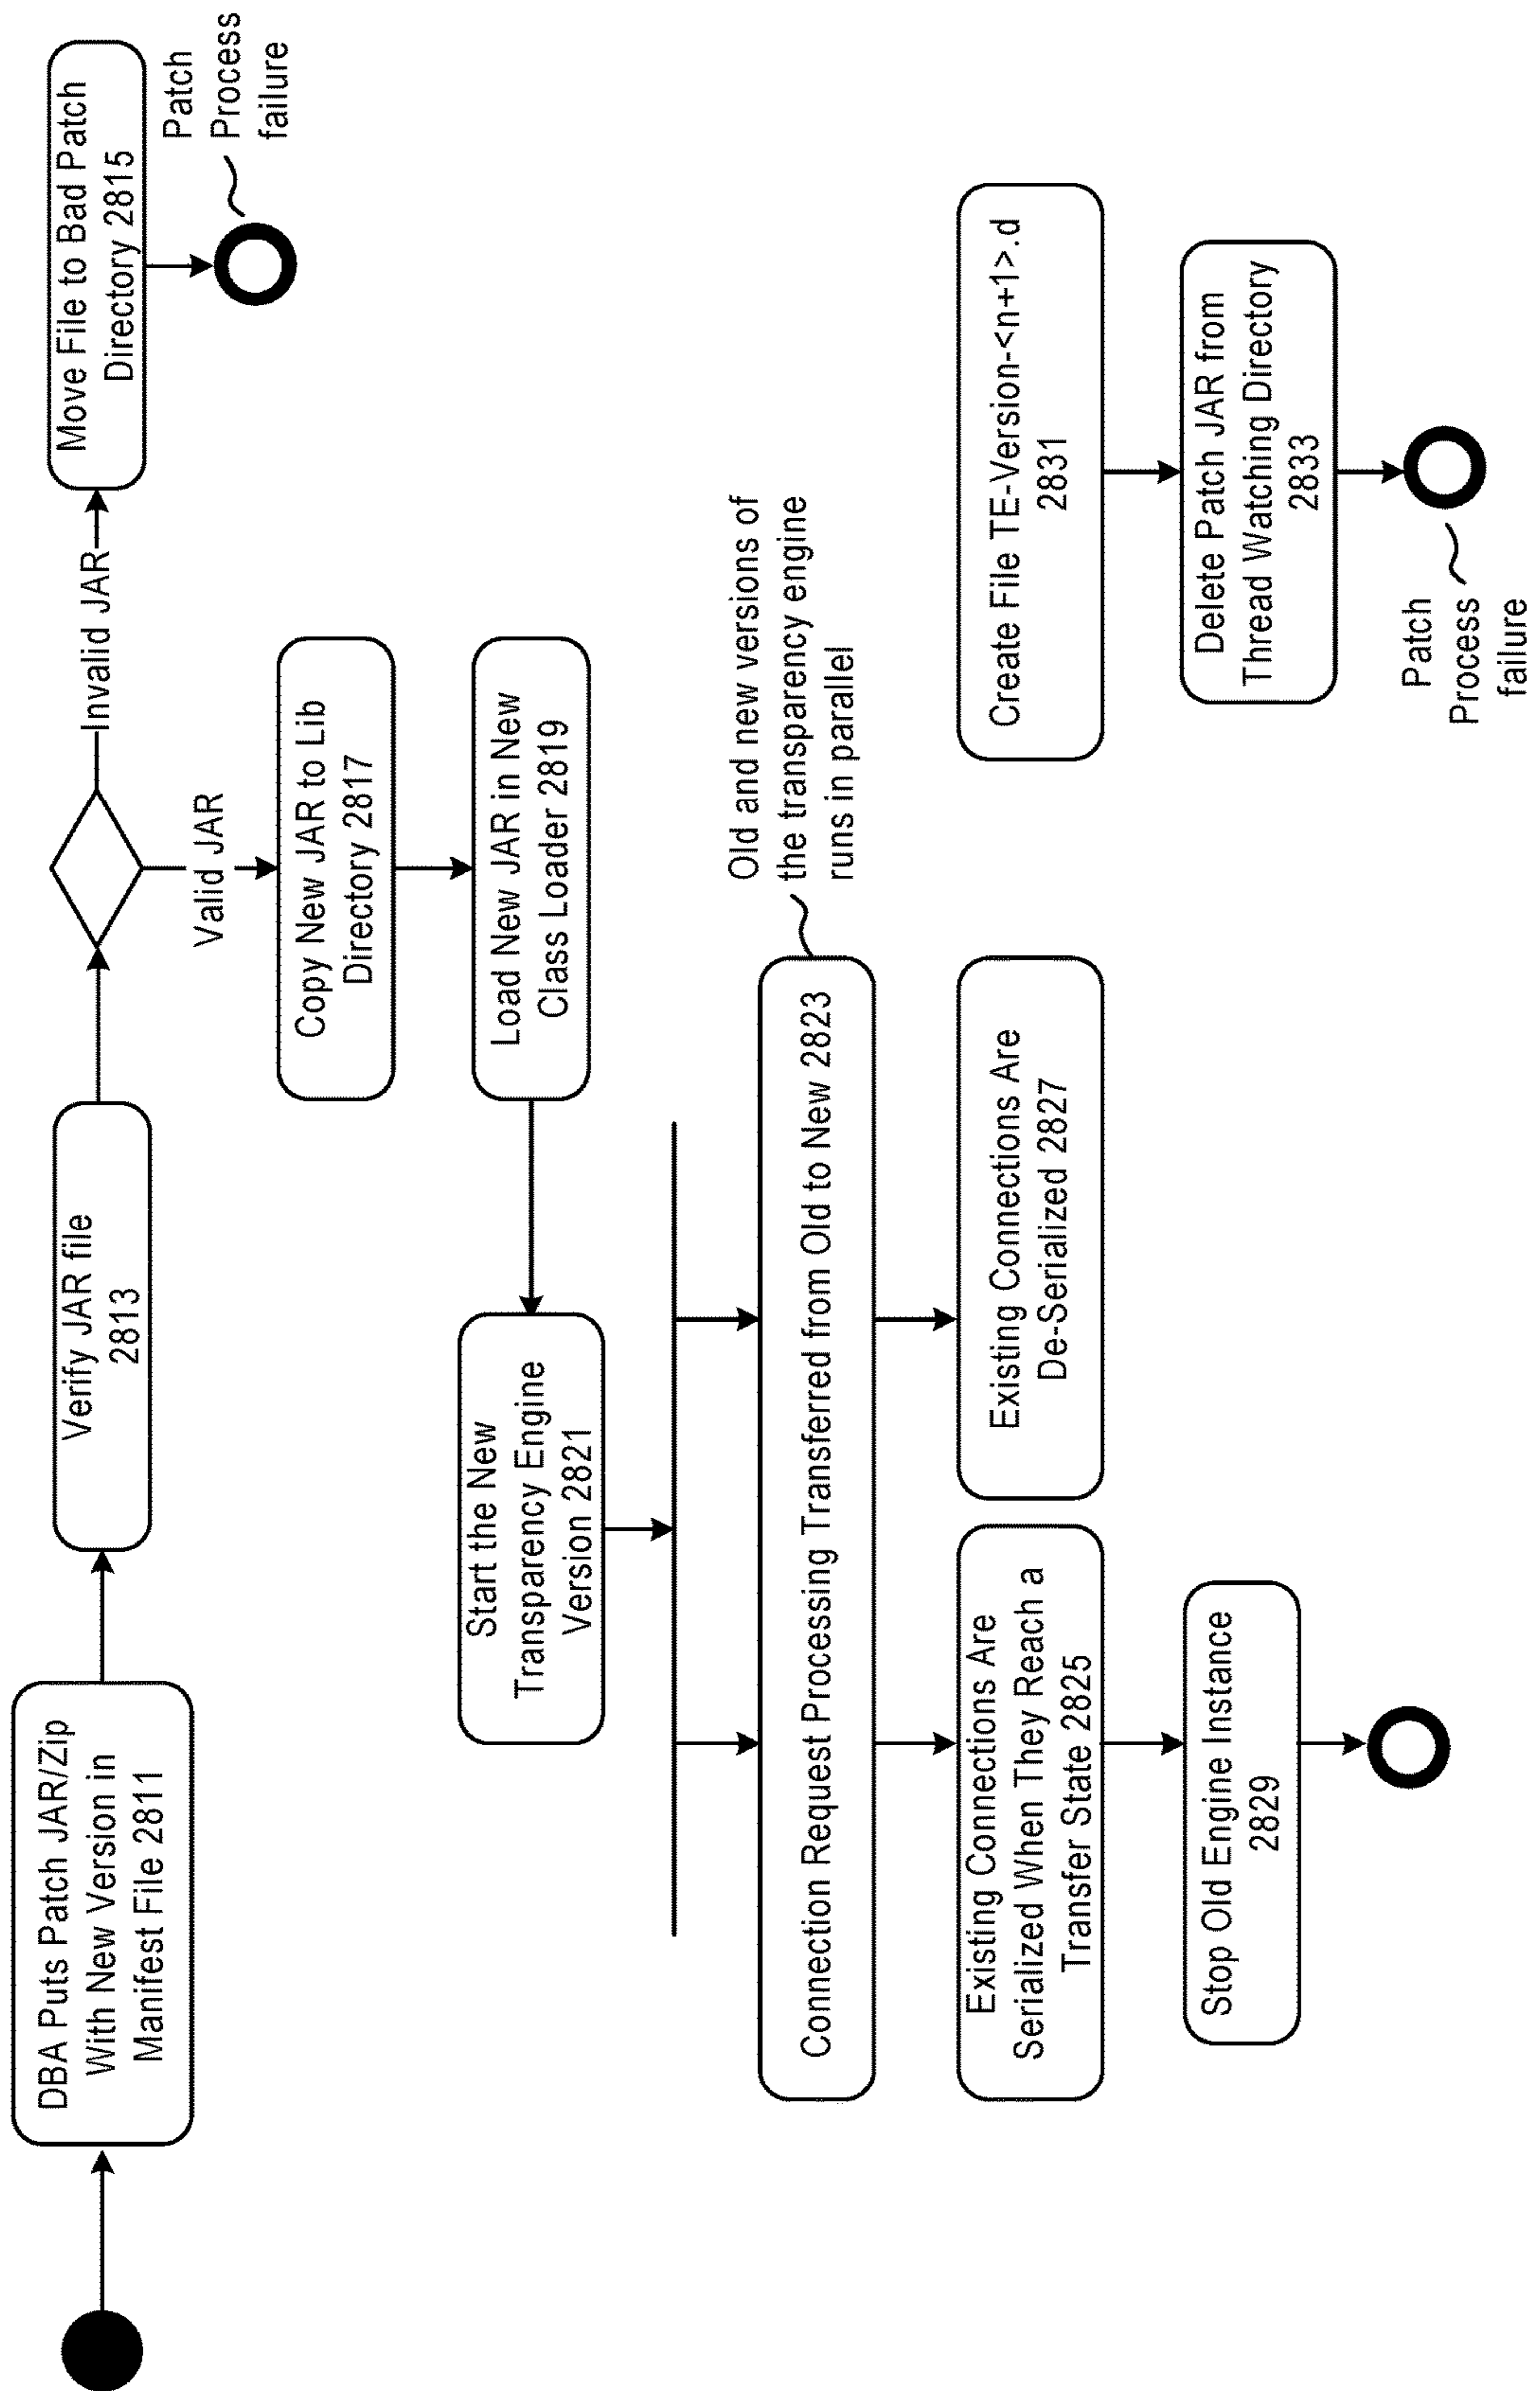 DBA Puts Patch JAR/Zip
With New Version in
Manifest File 2811
Verify JAR file
2813
Invalid JAR
Move File to Bad Patch
Directory 2815
Patch
Process
failure
Valid JAR
Copy New JAR to Lib
Directory 2817
Load New JAR in New
Class Loader 2819
Start the New
Transparency Engine
Version 2821
Old and new versions of
the transparency engine
runs in parallel
Connection Request Processing Transferred from Old to New 2823
Existing Connections Are
Serialized When They Reach a
Transfer State 2825
Existing Connections Are
De-Serialized 2827
Create File TE-Version-<n+1>.d
2831
Stop Old Engine Instance
2829
Delete Patch JAR from
Thread Watching Directory
2833
Patch
Process
failure